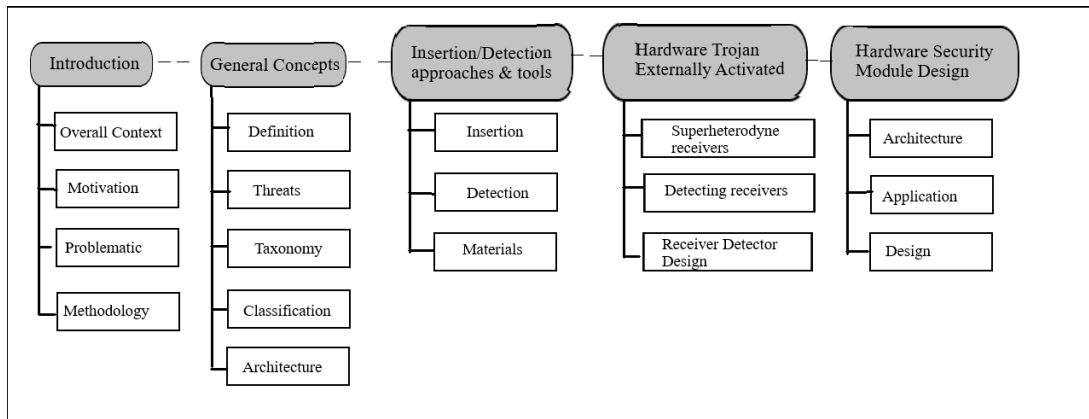 Introduction
Overall Context
Motivation
Problematic
Methodology
General Concepts
Definition
Threats
Taxonomy
Classification
Architecture
Insertion/Detection
approaches & tools
Insertion
Detection
Materials
Hardware Trojan
Externally Activated
Superheterodyne
receivers
Detecting receivers
Receiver Detector
Design
Hardware Security
Module Design
Architecture
Application
Design